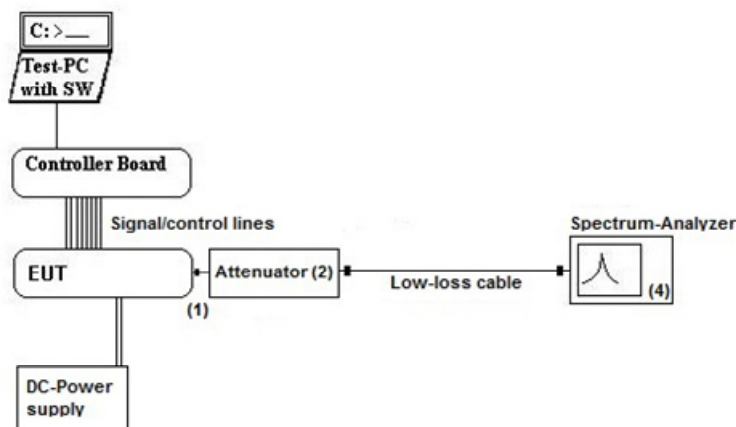 C:>__
Test-PC
with SW
Controller Board
Signal/control lines
Spectrum-Analyzer
EUT
Attenuator (2)
Low-loss cable
(4)
(1)
DC-Power
supply